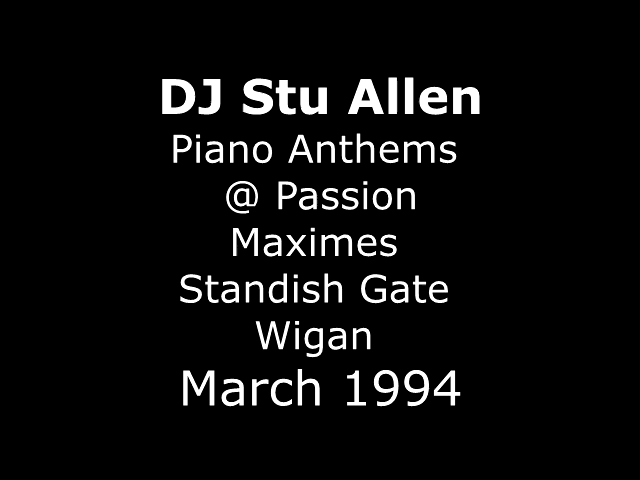 DJ Stu Allen
Piano Anthems
@ Passion
Maximes
Standish Gate
Wigan
March 1994